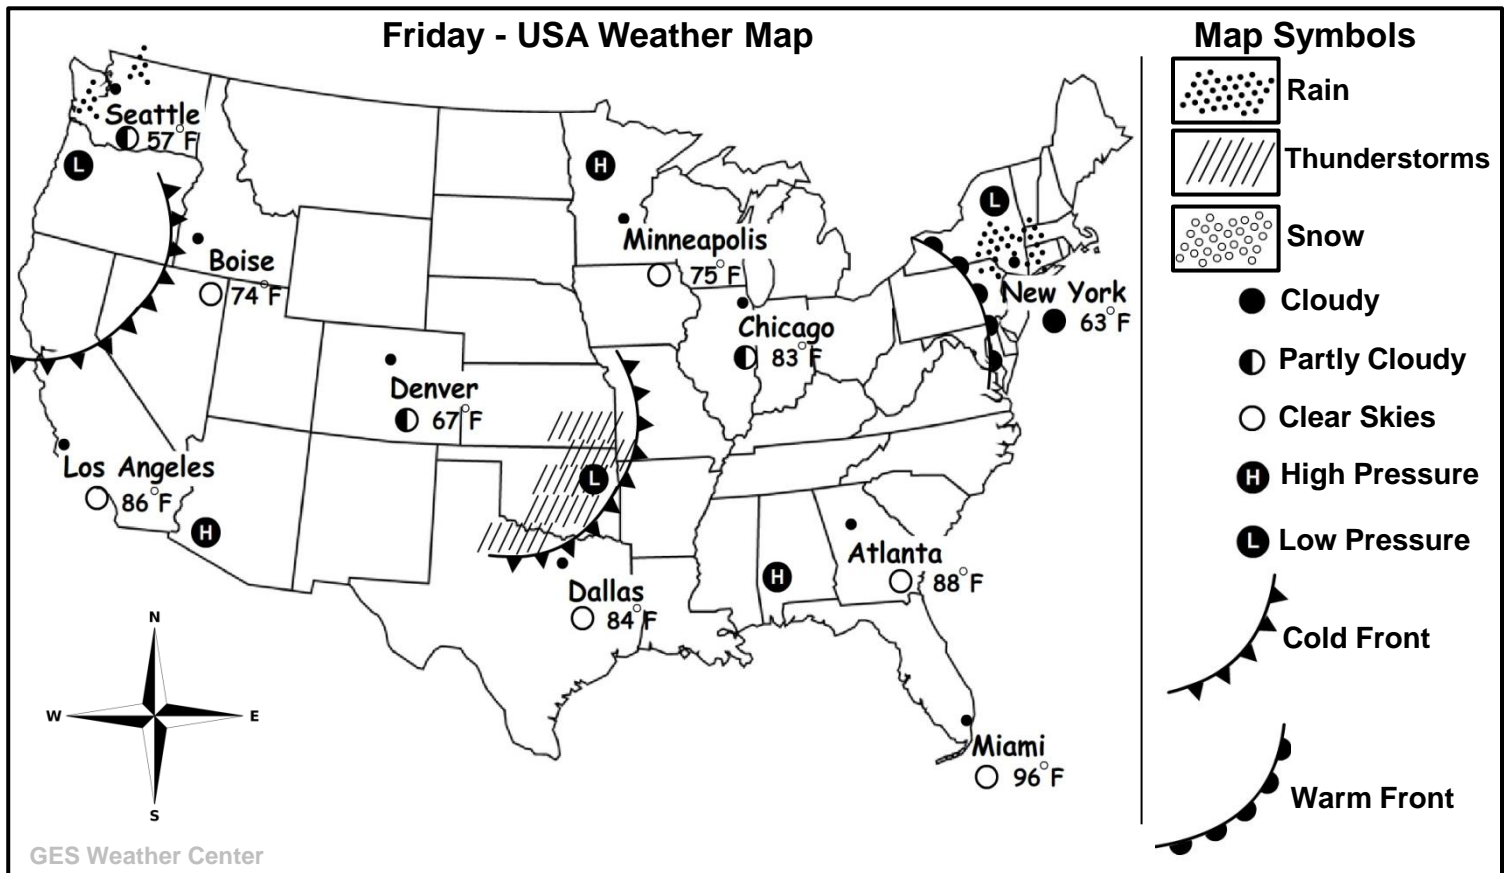 Friday - USA Weather Map
Seattle
57°F
L
H
L
Boise
74°F
Minneapolis
75°F
New York
63°F
Chicago
83°F
Denver
67°F
Los Angeles
86°F
L
H
Atlanta
88°F
H
Dallas
84°F
Miami
96°F
N
W
E
S
GES Weather Center
Map Symbols
Rain
Thunderstorms
Snow
Cloudy
Partly Cloudy
Clear Skies
H High Pressure
L Low Pressure
Cold Front
Warm Front